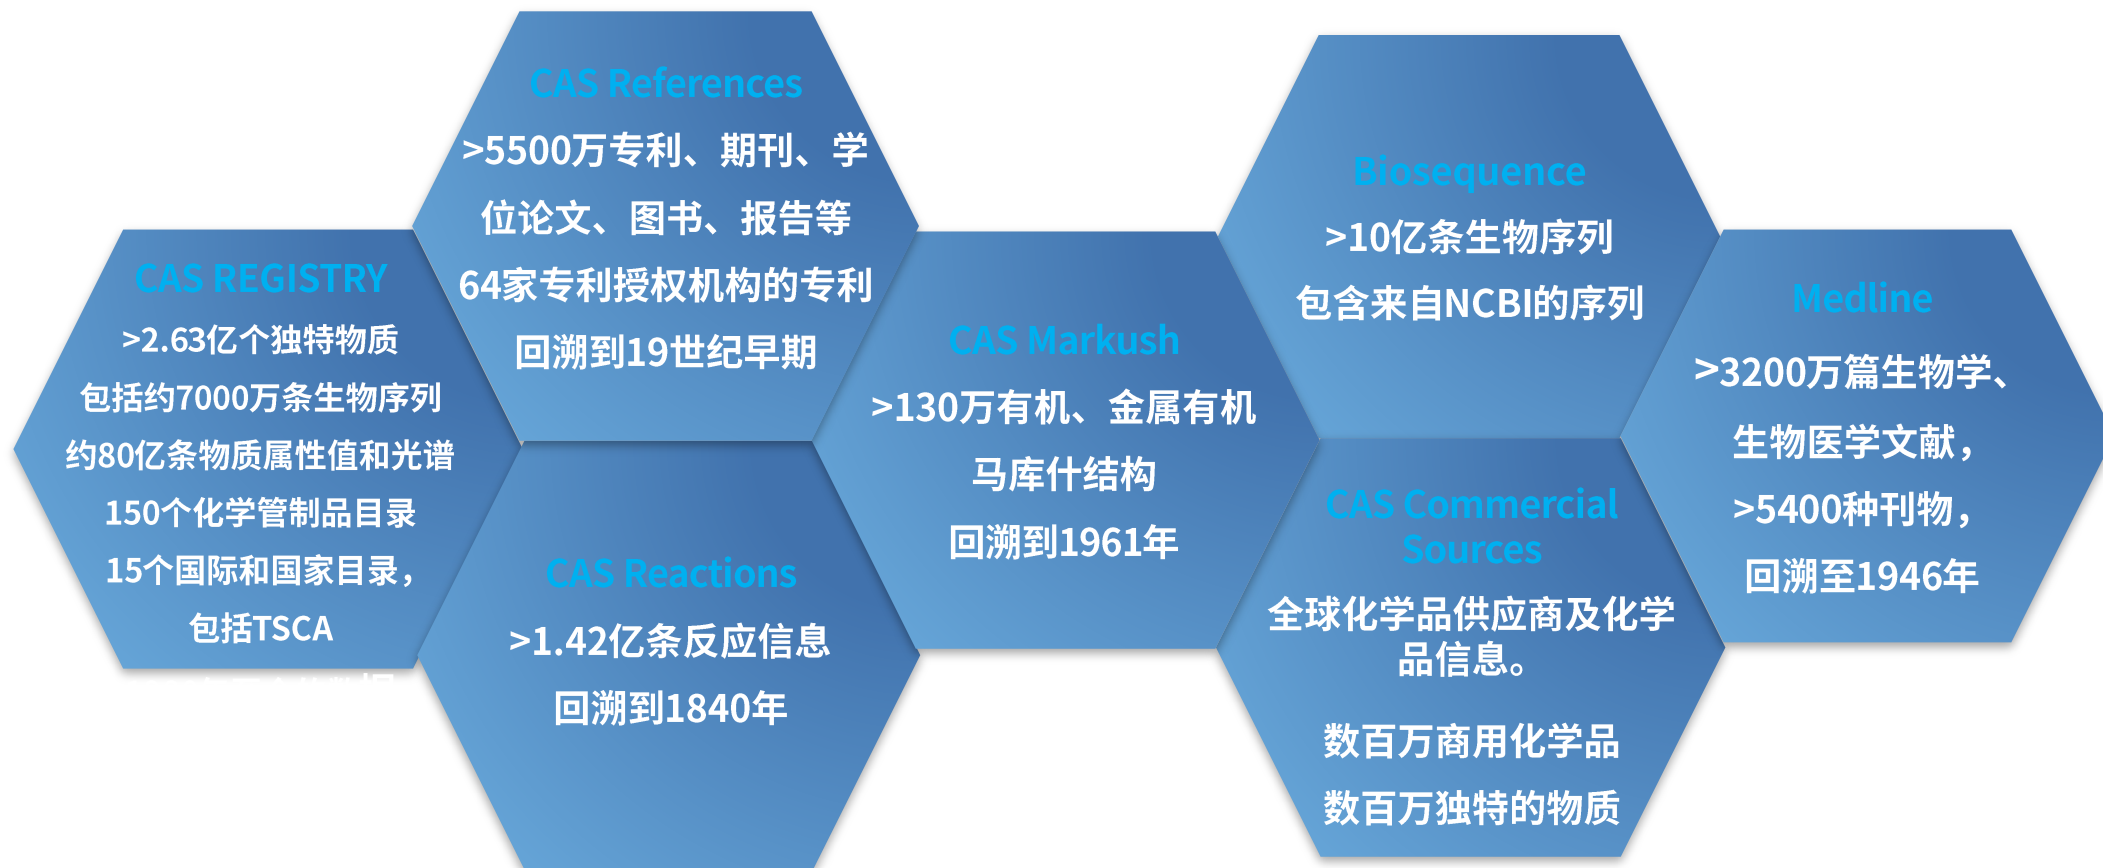 CAS References
>5500万专利、期刊、学
位论文、图书、报告等
64家专利授权机构的专利
回溯到19世纪早期
CAS REGISTRY
>2.63亿个独特物质
包括约7000万条生物序列
约80亿条物质属性值和光谱
150个化学管制品目录
15个国际和国家目录，
包括TSCA
CAS Reactions
>1.42亿条反应信息
回溯到1840年
CAS Markush
>130万有机、金属有机
马库什结构
回溯到1961年
Biosequence
>10亿条生物序列
包含来自NCBI的序列
CAS Commercial
Sources
全球化学品供应商及化学
品信息。
数百万商用化学品
数百万独特的物质
Medline
>3200万篇生物学、
生物医学文献，
>5400种刊物，
回溯至1946年